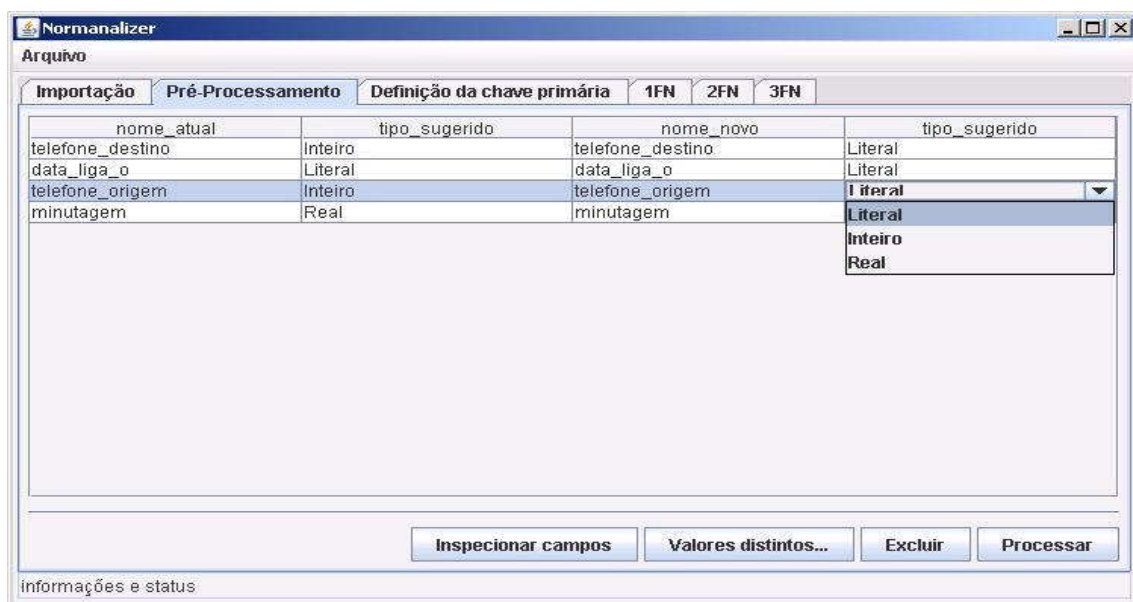 Normanalizer
Arquivo
Importação Pré-Processamento Definição da chave primária 1FN 2FN 3FN
nome_atual tipo_sugerido nome_novo tipo_sugerido
telefone_destino Inteiro telefone_destino Literal
data_liga_o Literal data_liga_o Literal
telefone_origem Inteiro telefone_origem Literal
minutagem Real minutagem Literal
Inteiro
Real
Inspecionar campos Valores distintos... Excluir Processar
informações e status